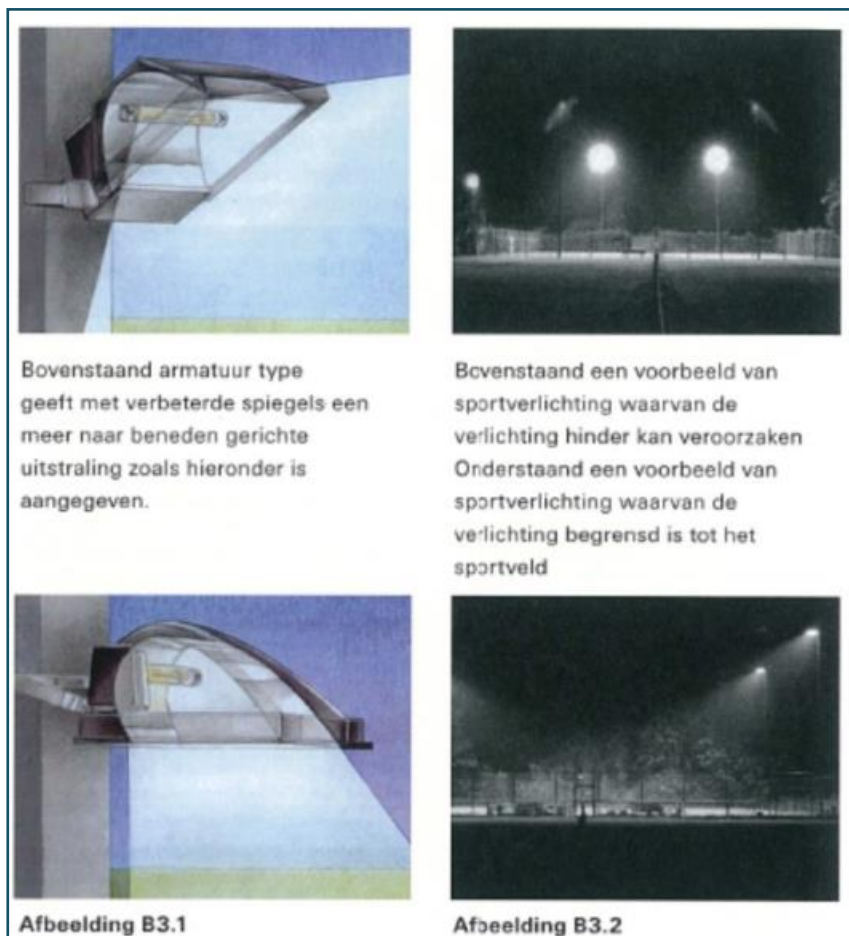 Bovenstaand armatuur type
geeft met verbeterde spiegels een
meer naar beneden gerichte
uitstraling zoals hieronder is
aangegeven.
Bovenstaand een voorbeeld van
sportverlichting waarvan de
verlichting hinder kan veroorzaken
Onderstaand een voorbeeld van
sportverlichting waarvan de
verlichting begrensd is tot het
sportveld
Afbeelding B3.1
Afbeelding B3.2